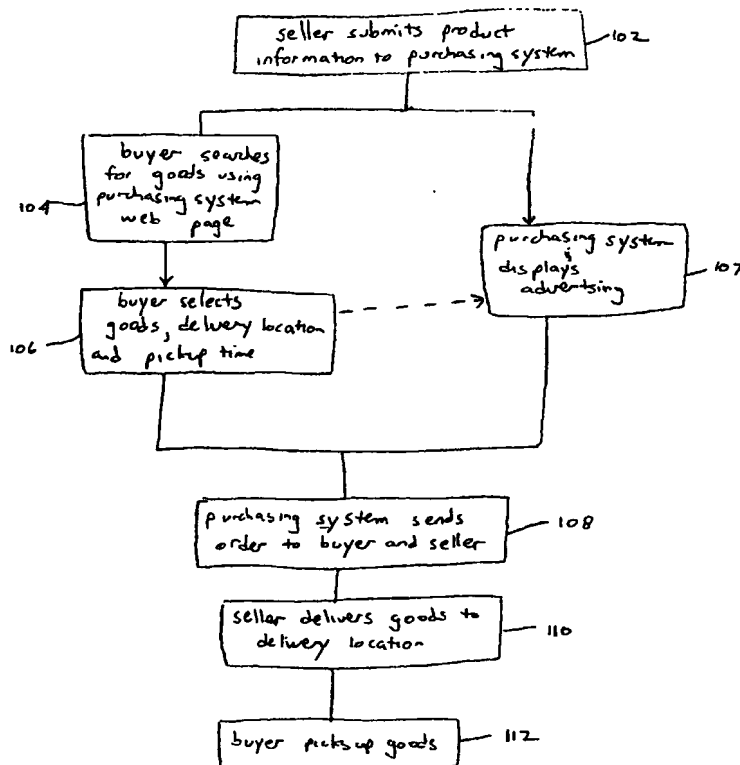 seller submits product
information to purchasing system
102
buyer searches
for goods using
purchasing system
web page
104
purchasing system
displays
advertsing
107
buyer selects
goods, delivery location
and pickup time
106
purchasing system sends
order to buyer and seller
108
seller delivers goods to
delivery location
110
buyer picks up goods
112